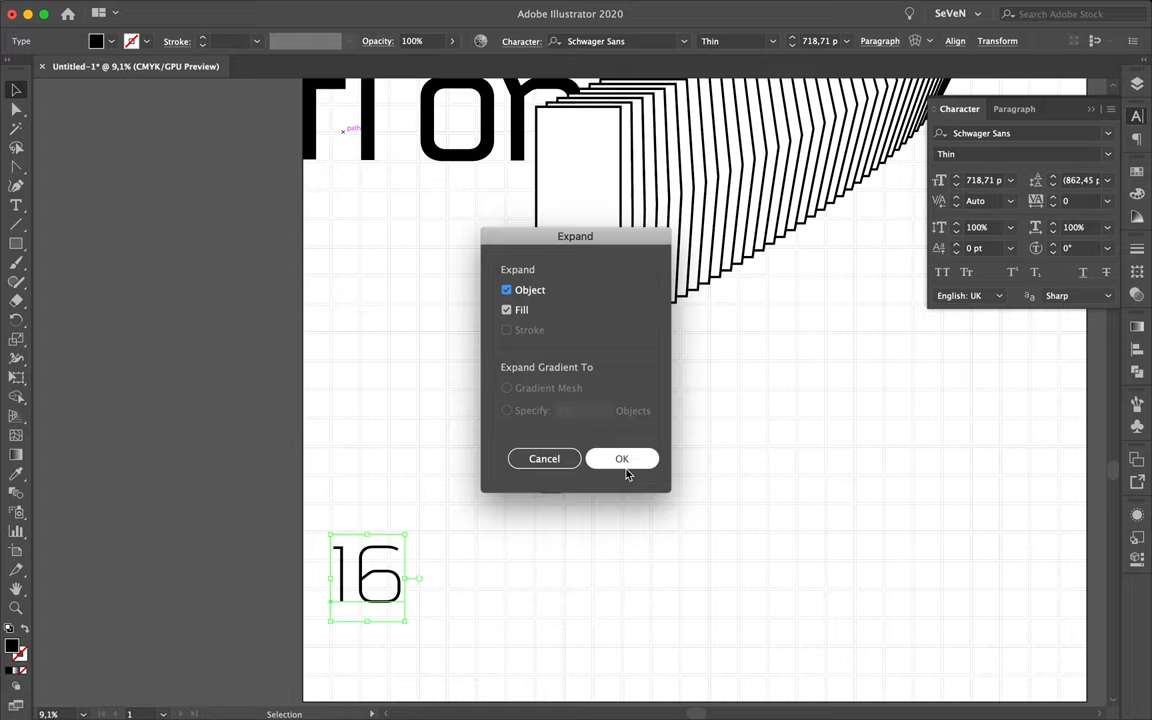 Adobe Illustrator 2020
SeVeN
Search Adobe Stock
Type
Stroke:
Opacity: 100%
Character: Schwager Sans
Thin
718,71 p
Paragraph
Align
Transform
× Untitled-1* @ 9,1% (CMYK/GPU Preview)
path
Character
Paragraph
Schwager Sans
Thin
718,71 p
(862,45 p
Auto
0
100%
100%
0 pt
0°
English: UK
Sharp
Expand
Expand
Object
Fill
Stroke
Expand Gradient To
Gradient Mesh
Specify:
Objects
Cancel
OK
16
9,1%
1
Selection